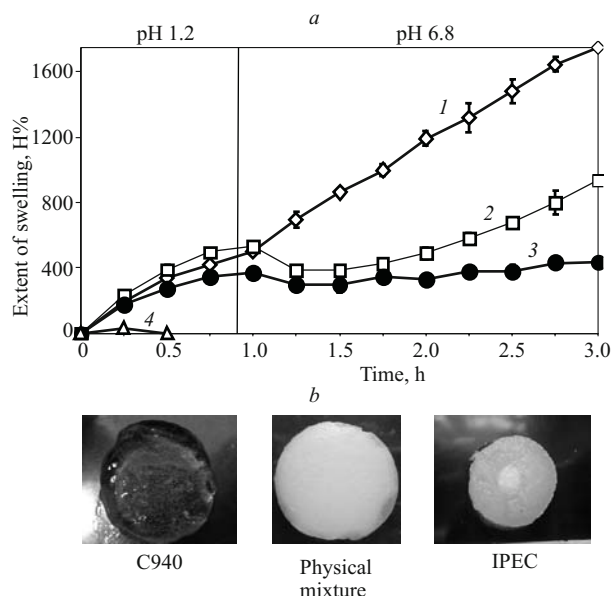 a
pH 1.2 pH 6.8
Extent of swelling, H%
1600
1200
800
400
0
1
2
3
4
0 0.5 1.0 1.5 2.0 2.5 3.0
Time, h
b
C940
Physical
mixture
IPEC